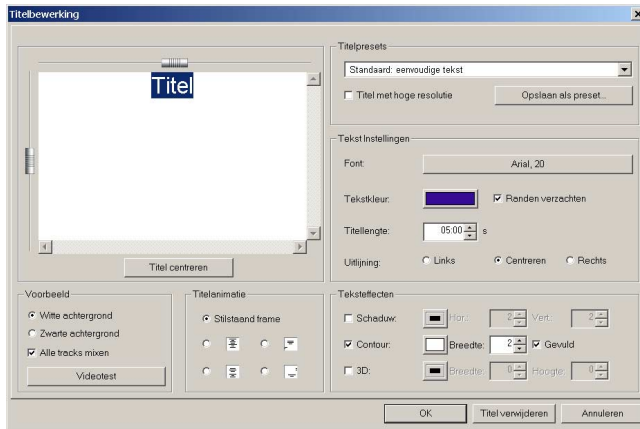 Titelbewerking
Titel
Titel centreren
Titelpresets
Standaard: eenvoudige tekst
Titel met hoge resolutie
Opslaan als preset...
Tekst Instellingen
Font:
Arial, 20
Tekstkleur:
Randen verzachten
Titellengte:
05:00
s
Uitlijning:
Links
Centreren
Rechts
Voorbeeld
Witte achtergrond
Zwarte achtergrond
Alle tracks mixen
Videotest
Titelanimatie
Stilstaand frame
Teksteffecten
Schaduw:
Hor.:
2
Vert.:
2
Contour:
Breedte:
2
Gevuld
3D:
Breedte:
0
Hoogte:
0
OK
Titel verwijderen
Annuleren